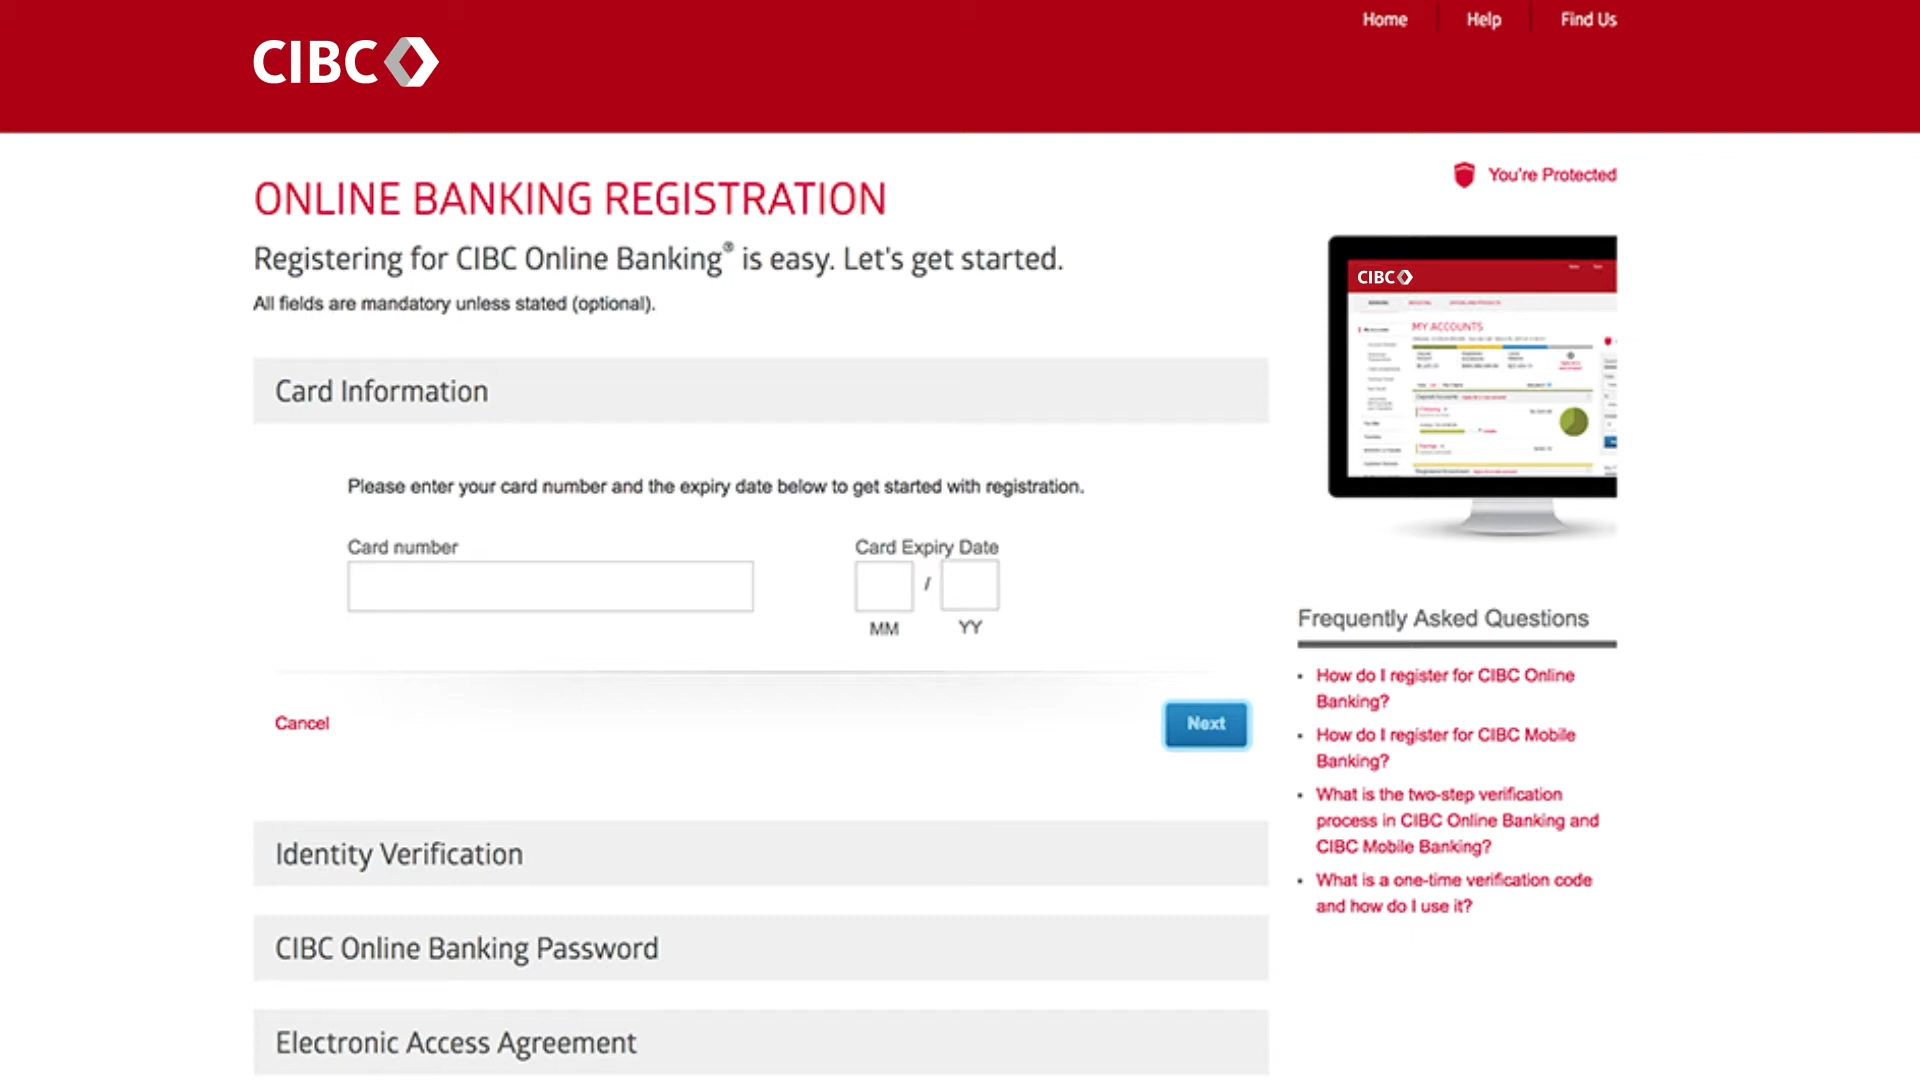 Home
Help
Find Us
CIBC
You're Protected
ONLINE BANKING REGISTRATION
Registering for CIBC Online Banking® is easy. Let's get started.
All fields are mandatory unless stated (optional).
CIBC
MY ACCOUNTS
Card Information
Please enter your card number and the expiry date below to get started with registration.
Card number
Card Expiry Date
/
MM
YY
Cancel
Next
Frequently Asked Questions
• How do I register for CIBC Online
Banking?
• How do I register for CIBC Mobile
Banking?
• What is the two-step verification
process in CIBC Online Banking and
CIBC Mobile Banking?
• What is a one-time verification code
and how do I use it?
Identity Verification
CIBC Online Banking Password
Electronic Access Agreement